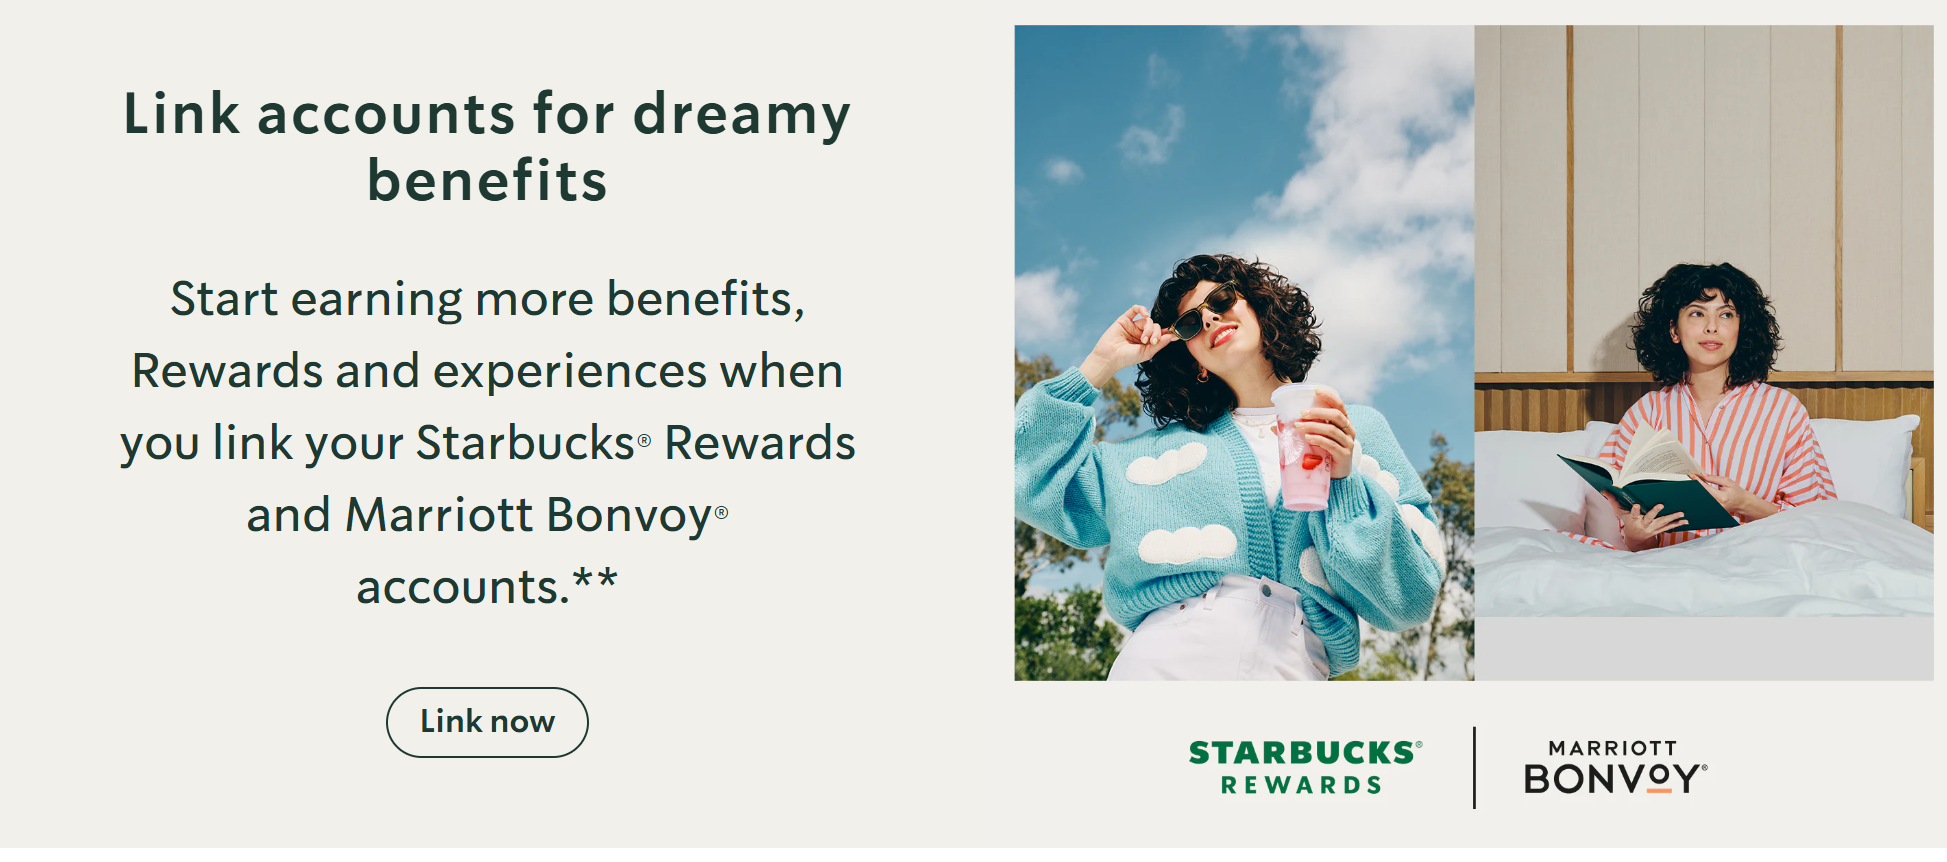 Link accounts for dreamy
benefits
Start earning more benefits,
Rewards and experiences when
you link your Starbucks® Rewards
and Marriott Bonvoy®
accounts.**
Link now
STARBUCKS®
REWARDS
MARRIOTT
BONVOY®